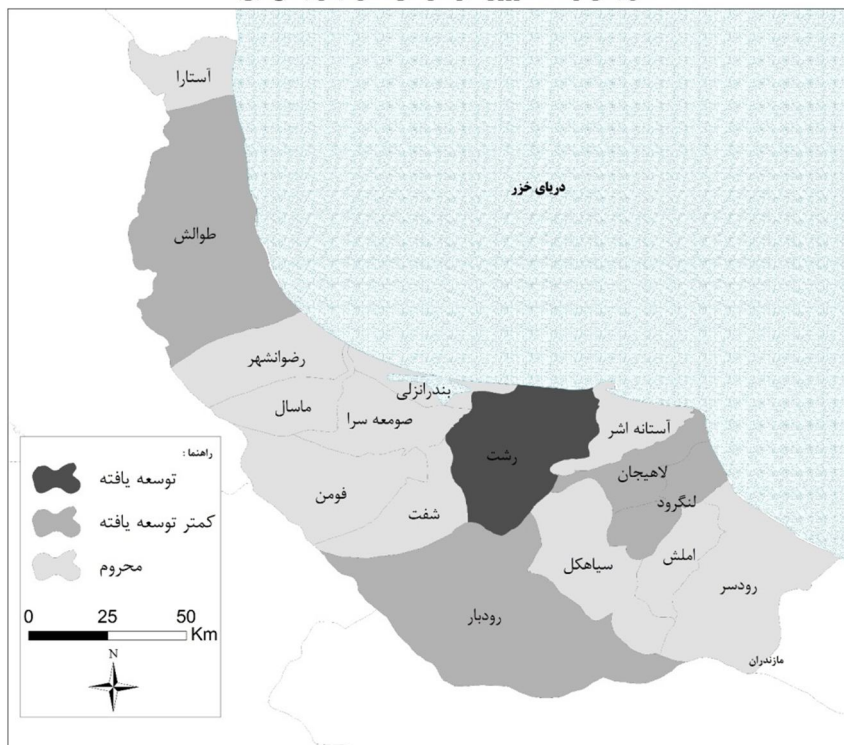 آستارا
دریای خزر
طوالش
رضوانشهر
بندرانزلی
ماسال
صومعه سرا
آستانه اشر
رشت
لاهیجان
لنگرود
فومن
شفت
املش
سیاهکل
رودسر
رودبار
مازندران
راهنما :
توسعه یافته
کمتر توسعه یافته
محروم
0 25 50
Km
N